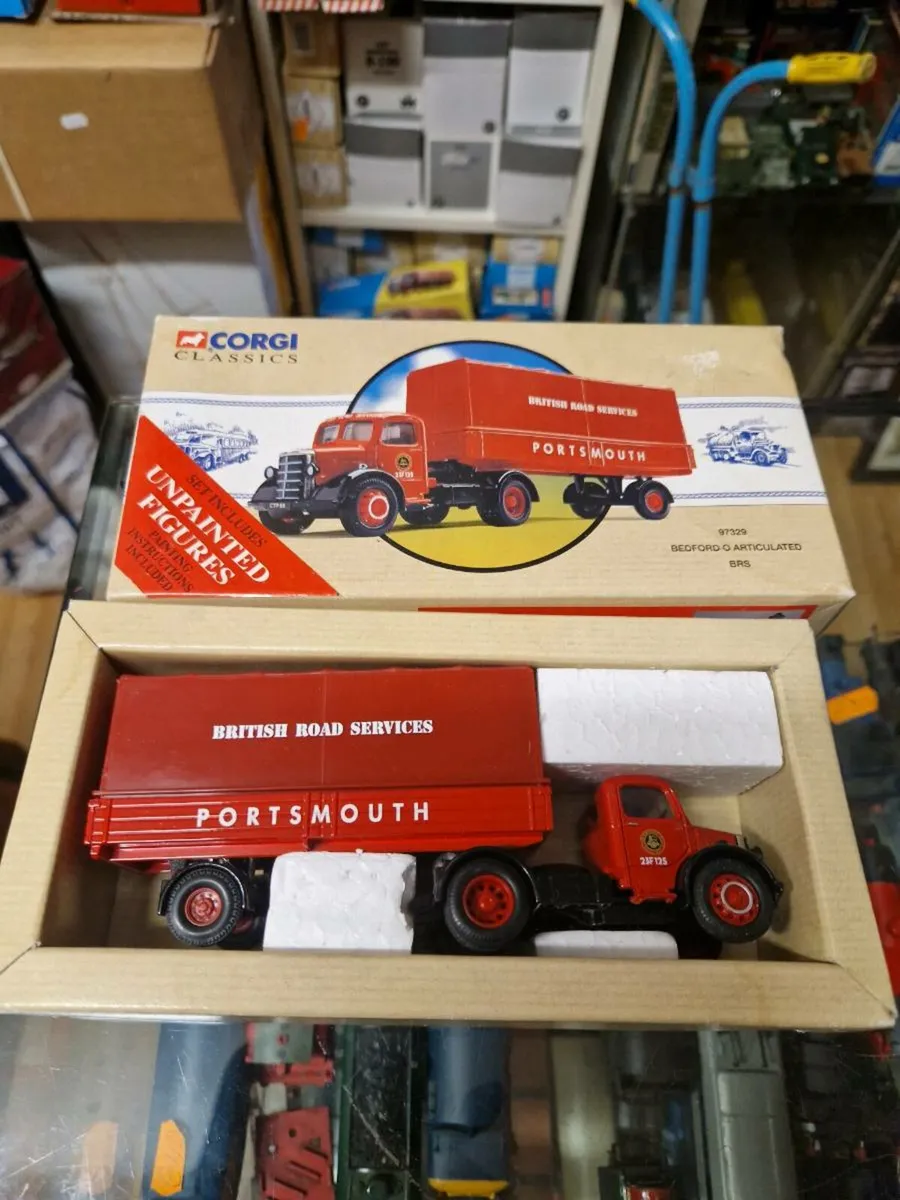 CORGI
CLASSICS
BRITISH ROAD SERVICES
PORTSMOUTH
SET INCLUDES
UNPAINTED
FIGURES
PAINTING
INSTRUCTIONS
INCLUDED
97329
BEDFORD O ARTICULATED
BRS
BRITISH ROAD SERVICES
PORTSMOUTH
23F125